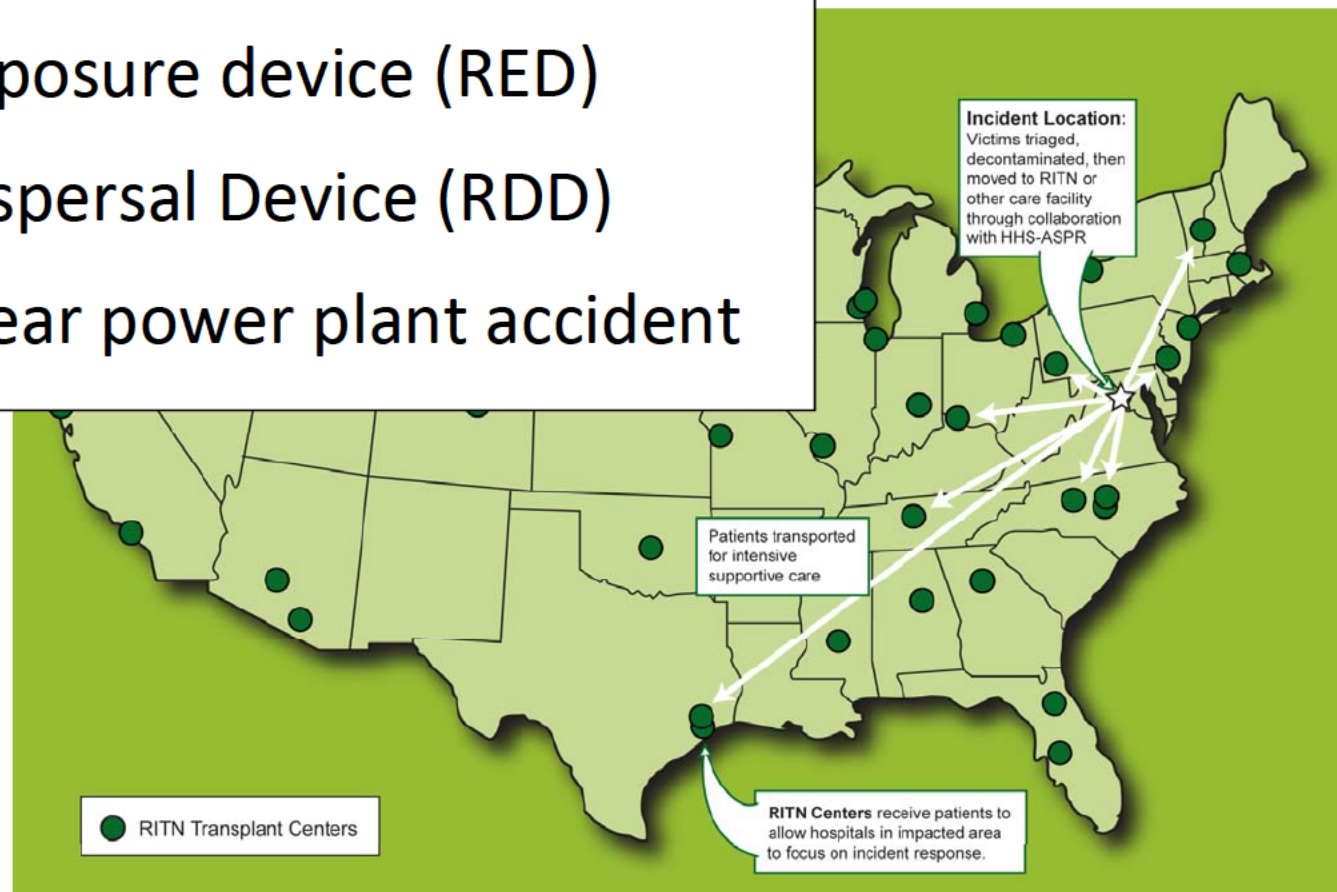 posure device (RED)
spersal Device (RDD)
ear power plant accident
Incident Location:
Victims triaged,
decontaminated, then
moved to RITN or
other care facility
through collaboration
with HHS-ASPR
Patients transported
for intensive
supportive care
RITN Transplant Centers
RITN Centers receive patients to
allow hospitals in impacted area
to focus on incident response.